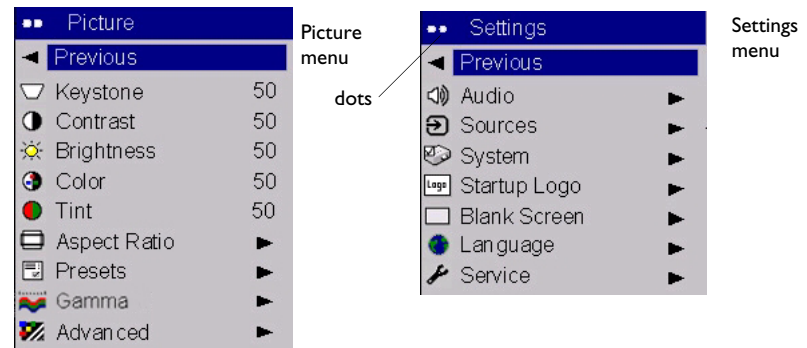 Picture
Previous
Keystone 50
Contrast 50
Brightness 50
Color 50
Tint 50
Aspect Ratio
Presets
Gamma
Advanced
Picture
menu
dots
Settings
Previous
Audio
Sources
System
Logo Startup Logo
Blank Screen
Language
Service
Settings
menu